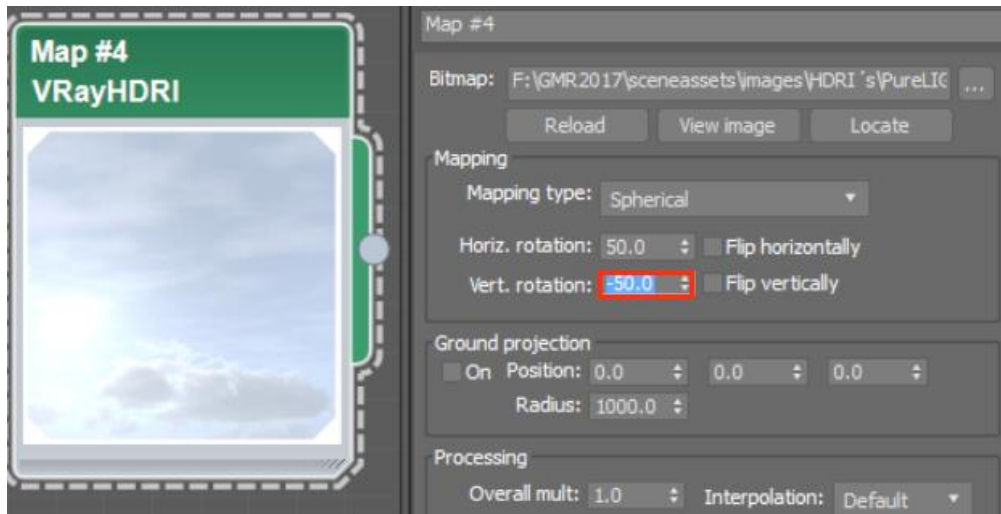 Map #4
VRayHDRI
Map #4
Bitmap: F:\GMR2017\sceneassets\images\HDRI´s\PureLIG ...
Reload View image Locate
Mapping
Mapping type: Spherical
Horiz. rotation: 50.0 Flip horizontally
Vert. rotation: -50.0 Flip vertically
Ground projection
On Position: 0.0 0.0 0.0
Radius: 1000.0
Processing
Overall mult: 1.0 Interpolation: Default